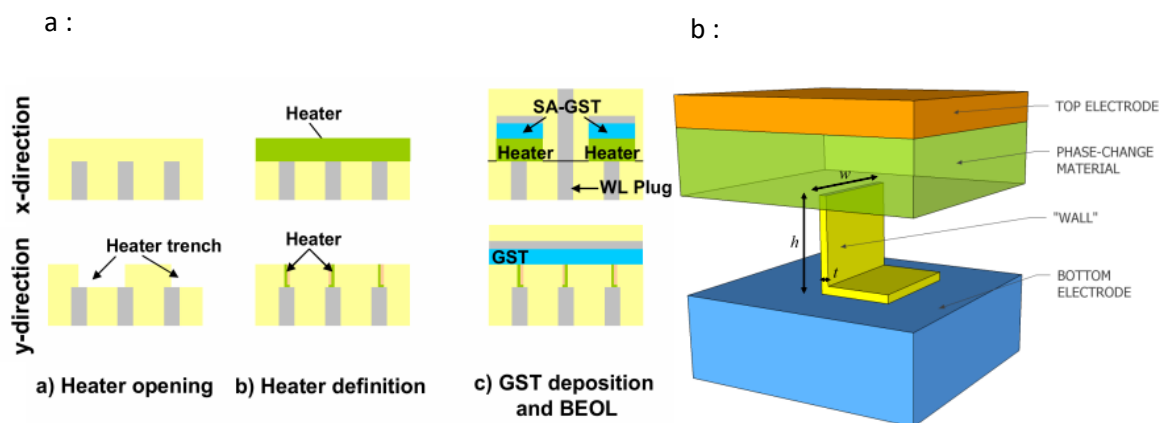 a :
b :
x-direction
Heater
SA-GST
Heater
Heater
WL Plug
y-direction
Heater trench
Heater
GST
a) Heater opening
b) Heater definition
c) GST deposition
and BEOL
TOP ELECTRODE
PHASE-CHANGE
MATERIAL
w
"WALL"
h
t
BOTTOM
ELECTRODE